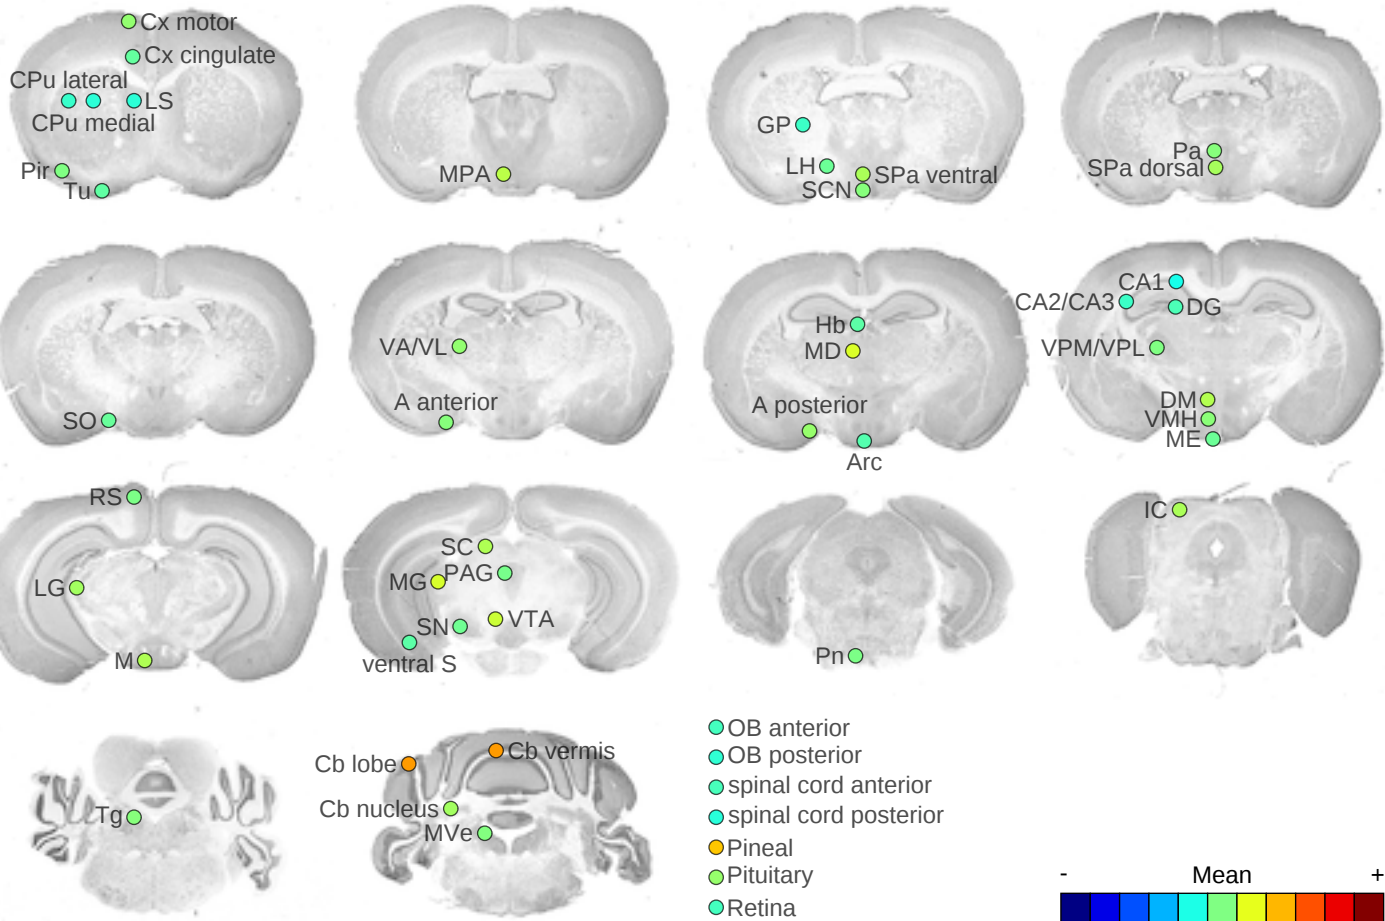 Cx motor
Cx cingulate
CPu lateral
LS
CPu medial
Pir
Tu
MPA
GP
LH
SPa ventral
SCN
Pa
SPa dorsal
SO
VA/VL
A anterior
Hb
MD
A posterior
Arc
CA1
CA2/CA3
DG
VPM/VPL
DM
VMH
ME
RS
LG
M
SC
MG
PAG
SN
VTA
ventral S
Pn
IC
Tg
Cb lobe
Cb vermis
Cb nucleus
MVe
OB anterior
OB posterior
spinal cord anterior
spinal cord posterior
Pineal
Pituitary
Retina
- Mean +